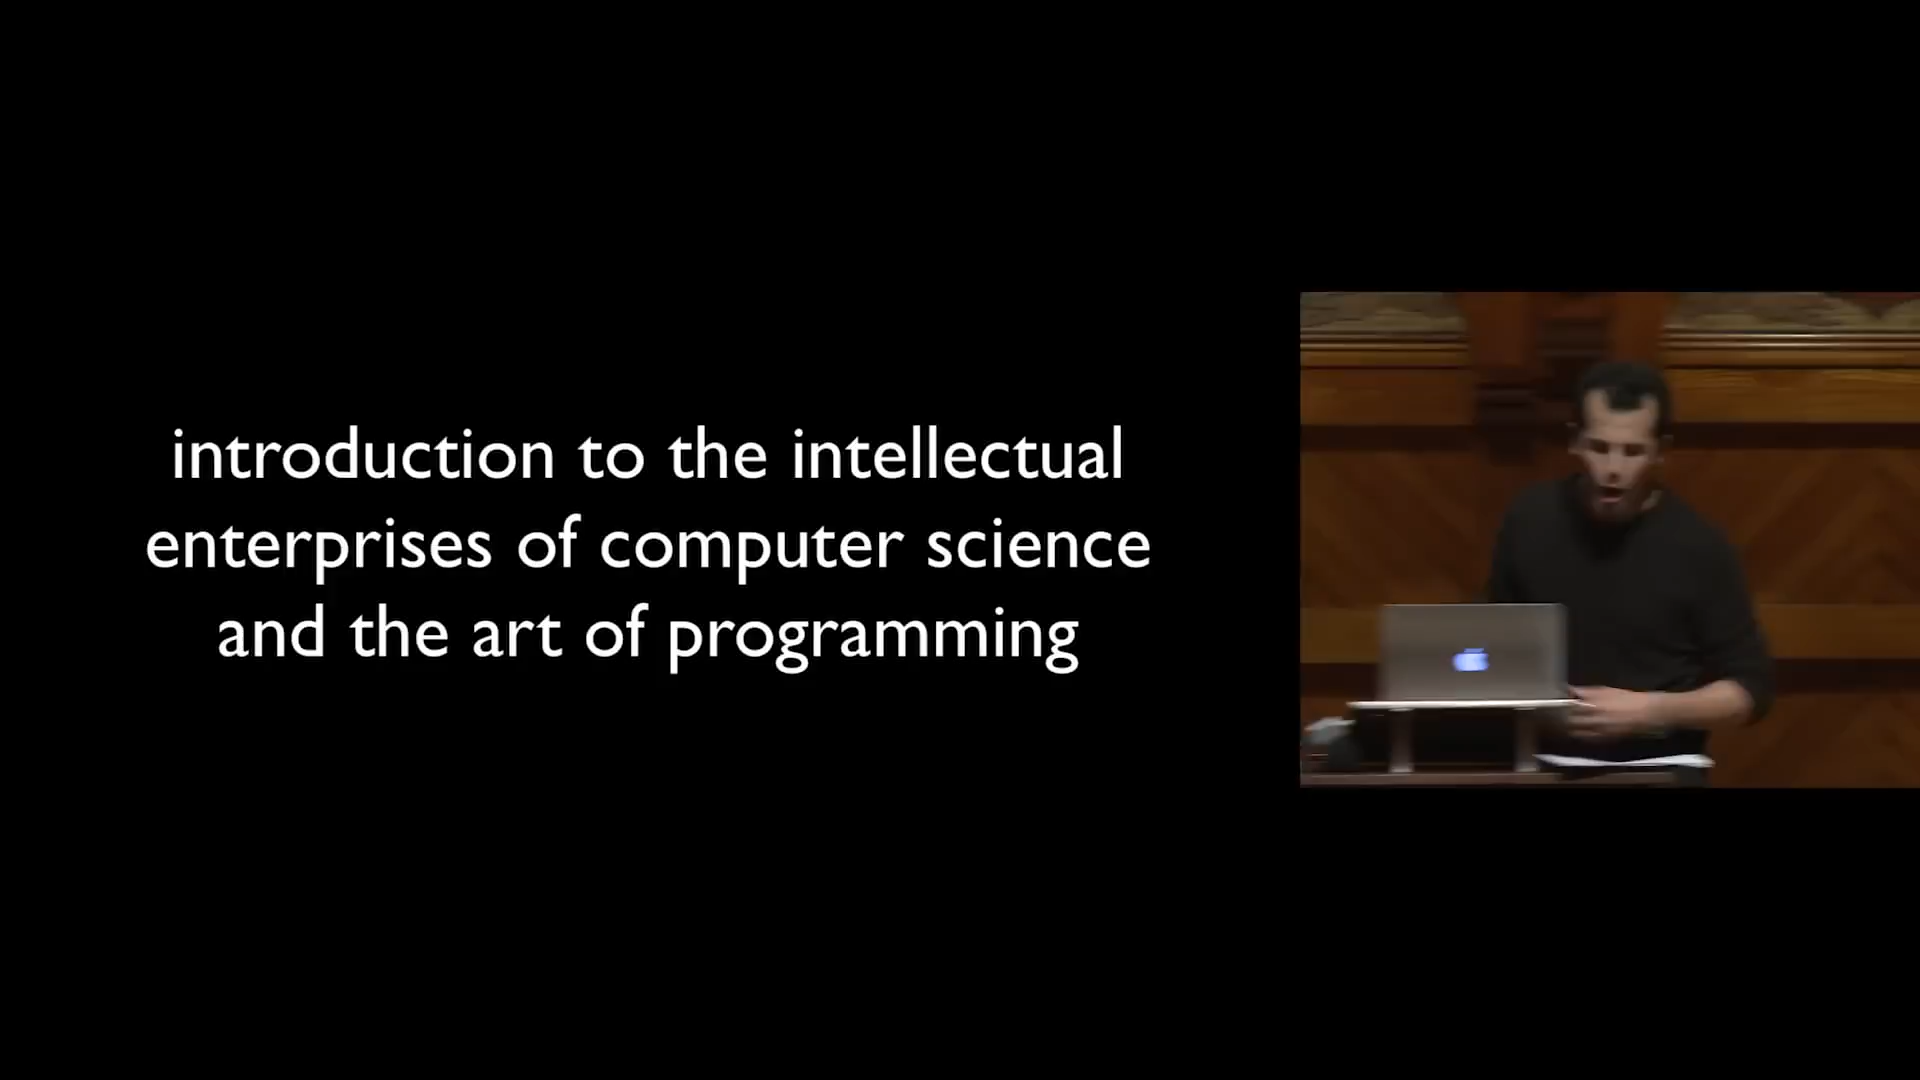 introduction to the intellectual
enterprises of computer science
and the art of programming